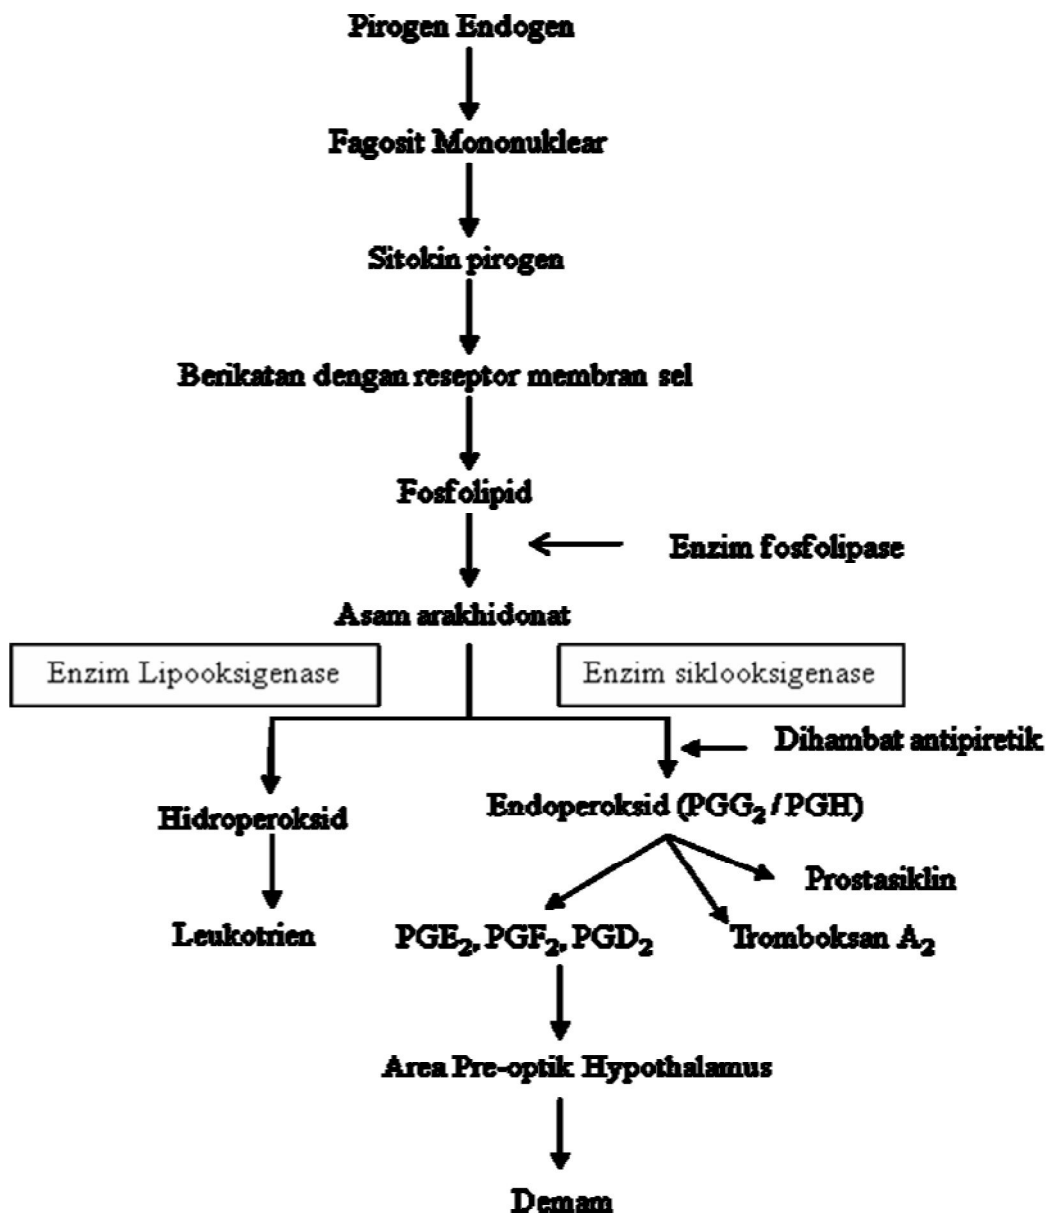 Pirogen Endogen
Fagosit Mononuklear
Sitokin pirogen
Berikatan dengan reseptor membran sel
Fosfolipid
Enzim fosfolipase
Asam arakhidonat
Enzim Lipooksigenase
Enzim siklooksigenase
Dihambat antipiretik
Endoperoksid (PGG₂ / PGH)
Hidroperoksid
Prostasiklin
Leukotrien
PGE₂, PGF₂, PGD₂
Tromboksan A₂
Area Pre-optik Hypothalamus
Demam